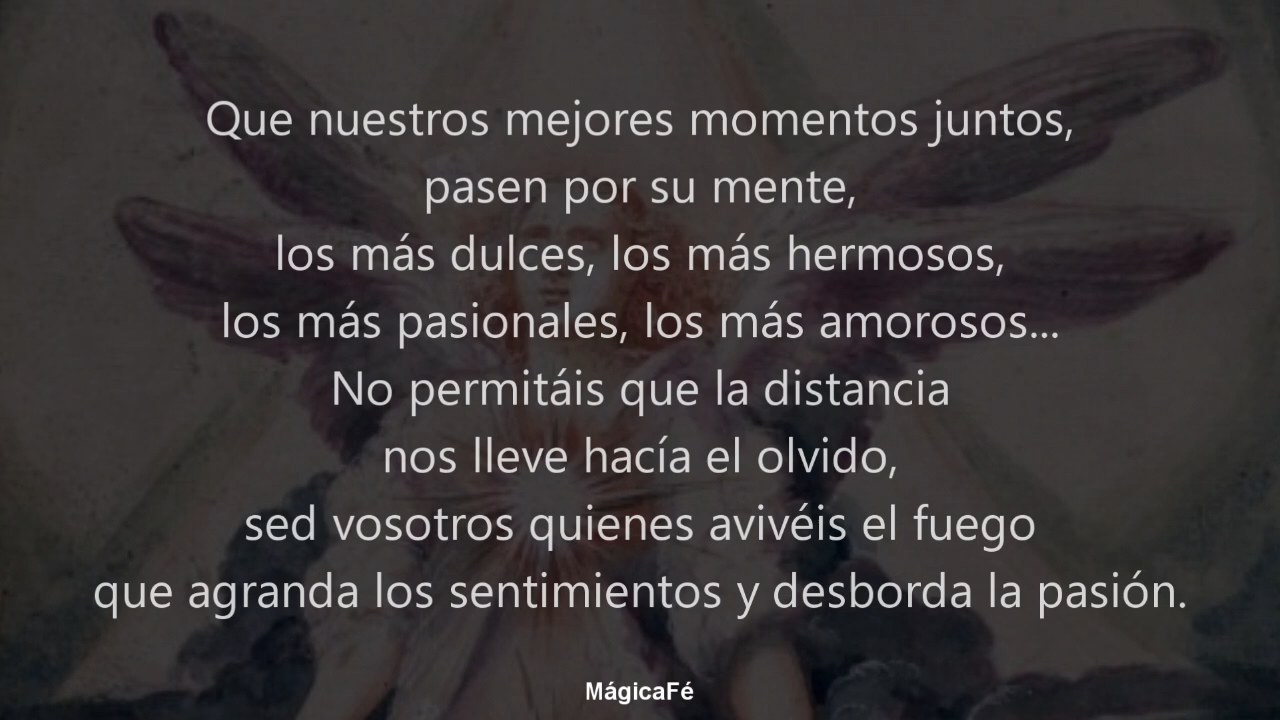 Que nuestros mejores momentos juntos,
pasen por su mente,
los más dulces, los más hermosos,
los más pasionales, los más amorosos...
No permitáis que la distancia
nos lleve hacía el olvido,
sed vosotros quienes avivéis el fuego
que agranda los sentimientos y desborda la pasión.
MágicaFé